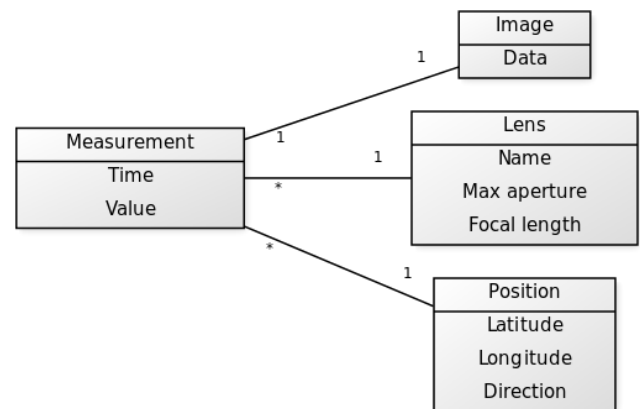 Image
Data
1
1
Measurement
Time
Value
1
*
Lens
Name
Max aperture
Focal length
*
1
Position
Latitude
Longitude
Direction